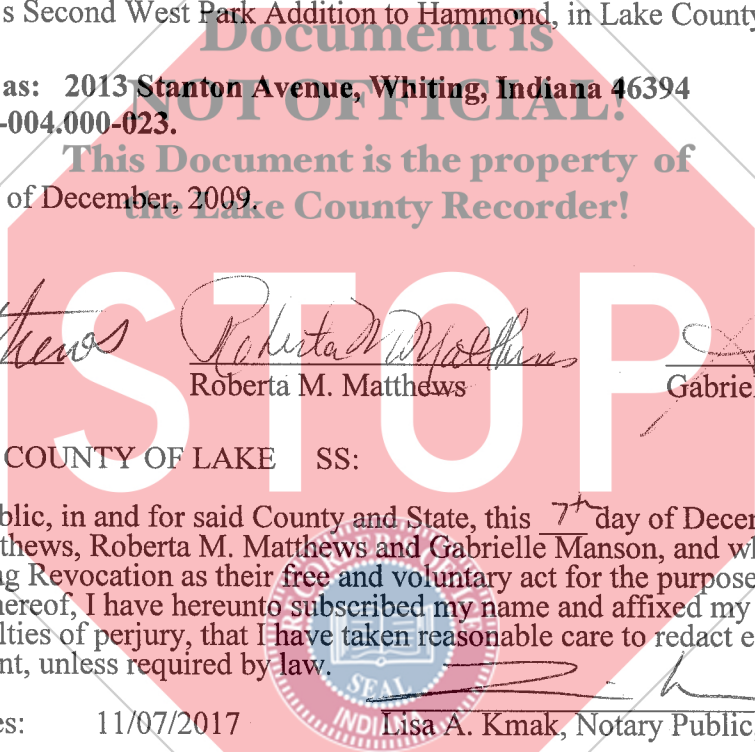 s Second West Park Addition to Hammond, in Lake County
Document is
as: 2013 Stanton Avenue, Whiting, Indiana 46394
NOT OFFICIAL!
-004.000-023.
This Document is the property of
of December, 2009.
the Lake County Recorder!
STOP
thews Roberta M Matthews
Roberta M. Matthews Gabriel
COUNTY OF LAKE SS:
blic, in and for said County and State, this 7th day of Decem
thews, Roberta M. Matthews and Gabrielle Manson, and wh
ng Revocation as their free and voluntary act for the purpose
hereof, I have hereunto subscribed my name and affixed my
lties of perjury, that I have taken reasonable care to redact e
nt, unless required by law.
SEAL
INDIANA
es: 11/07/2017 Lisa A. Kmak, Notary Public